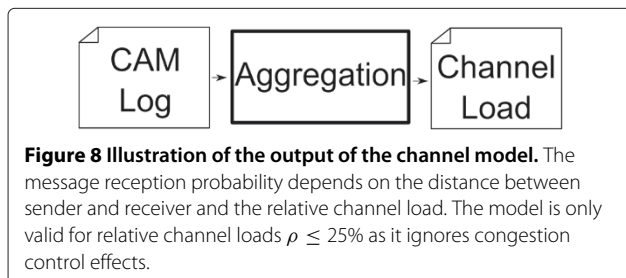 CAM
Log
Aggregation
Channel
Load
Figure 8 Illustration of the output of the channel model. The
message reception probability depends on the distance between
sender and receiver and the relative channel load. The model is only
valid for relative channel loads ρ ≤ 25% as it ignores congestion
control effects.